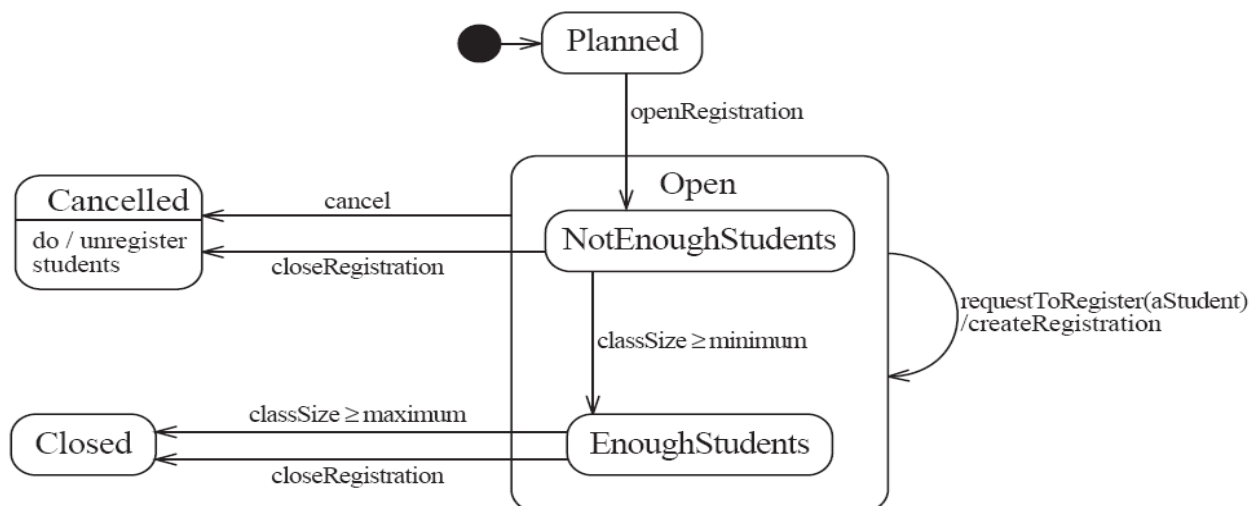 Planned
openRegistration
Open
Cancelled
cancel
do / unregister
students
NotEnoughStudents
closeRegistration
requestToRegister(aStudent)
/createRegistration
classSize ≥ minimum
classSize ≥ maximum
Closed
EnoughStudents
closeRegistration